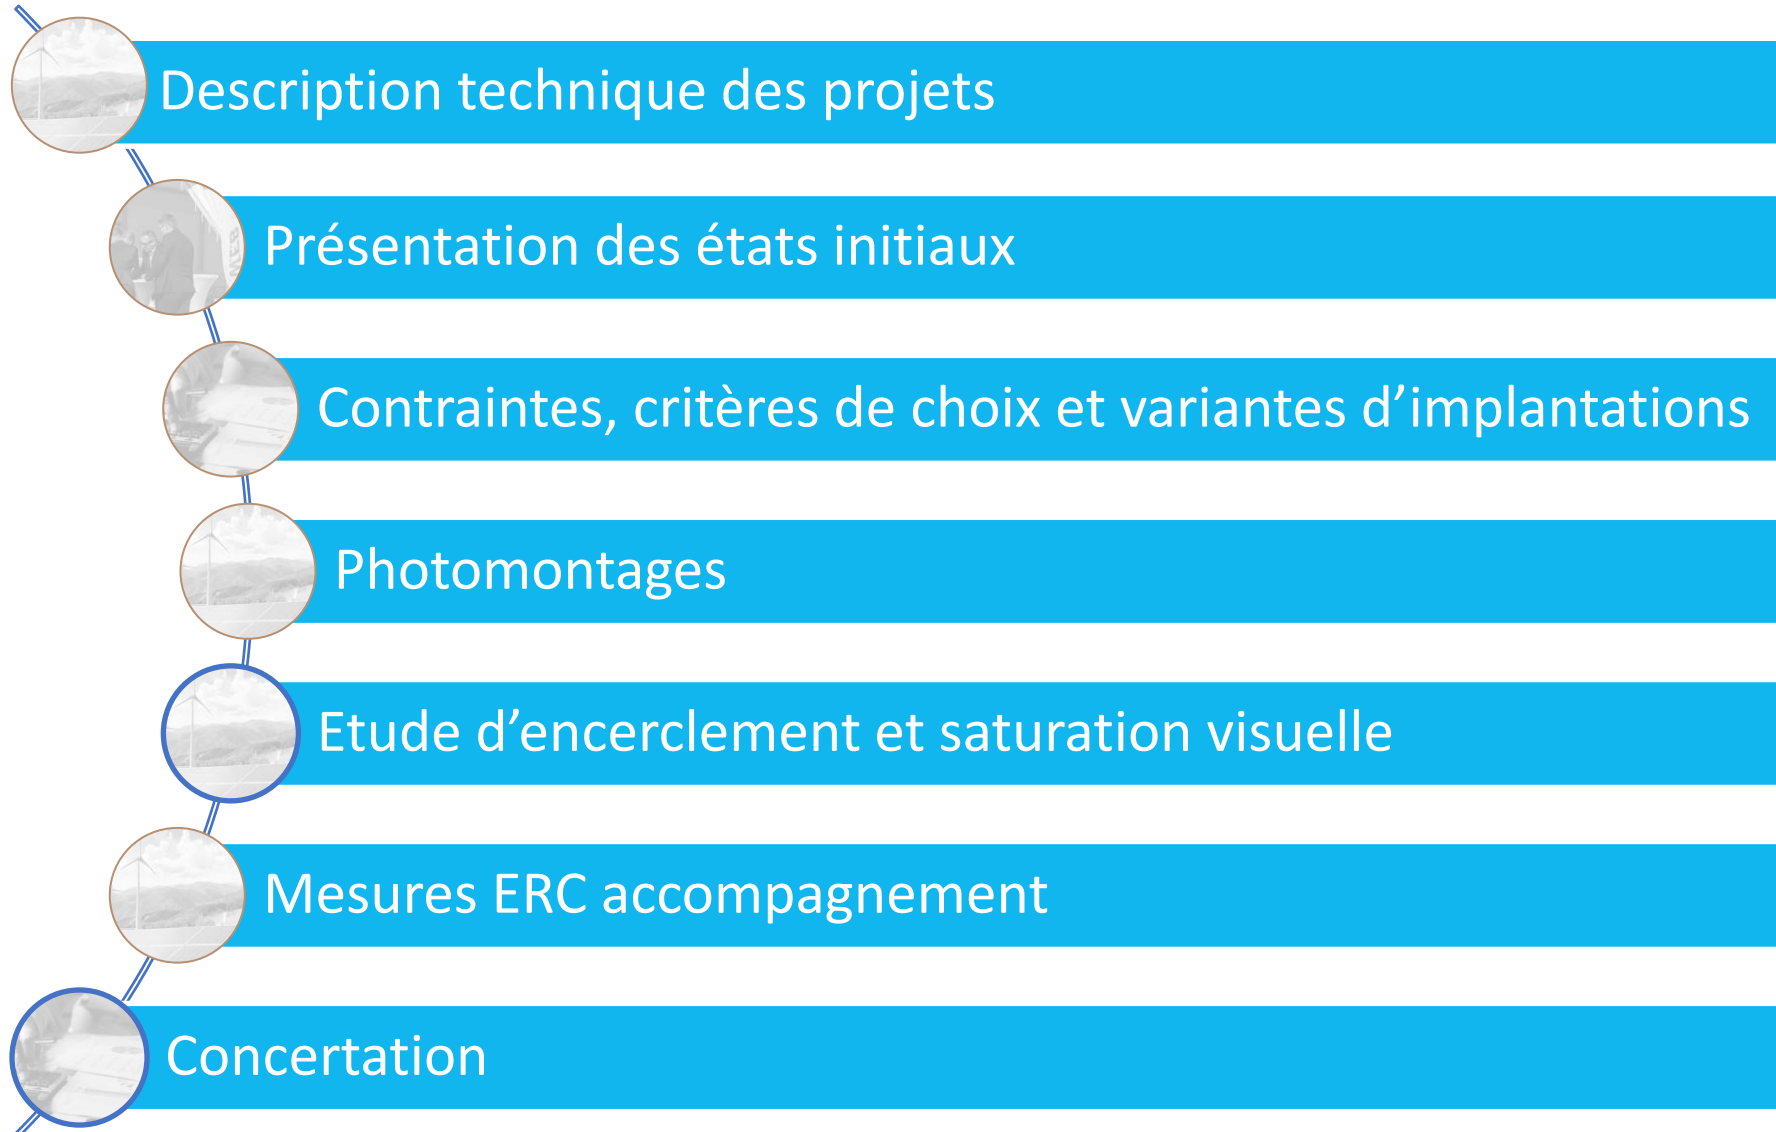 Description technique des projets
Présentation des états initiaux
Contraintes, critères de choix et variantes d’implantations
Photomontages
Etude d’encerclement et saturation visuelle
Mesures ERC accompagnement
Concertation